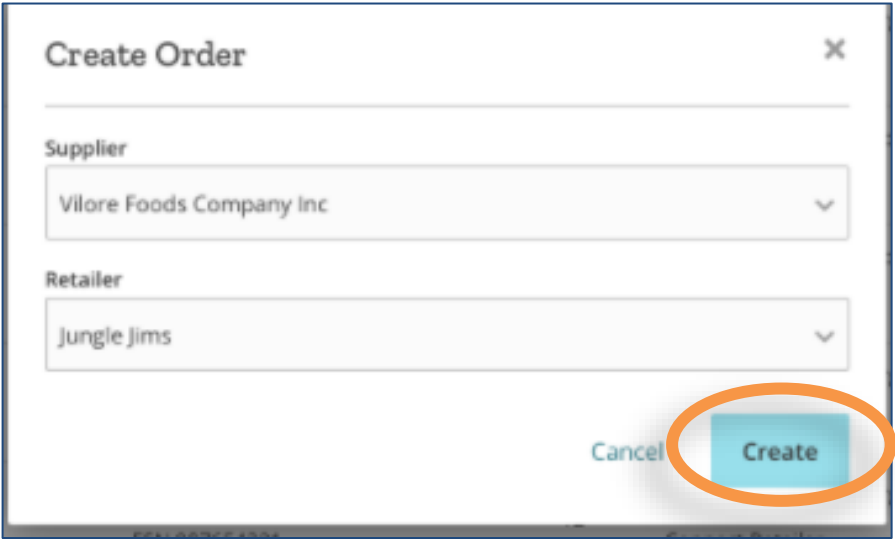 Create Order
Supplier
Vilore Foods Company Inc
Retailer
Jungle Jims
Cancel
Create